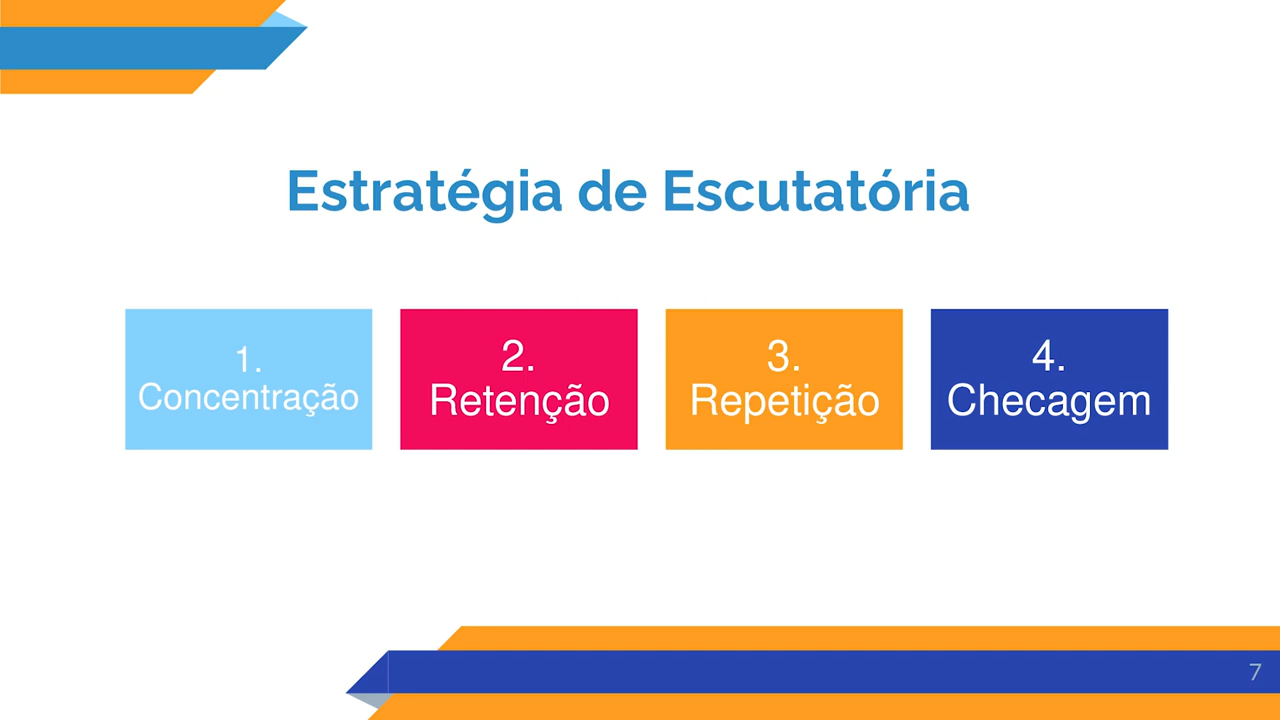 Estratégia de Escutatória
1.
Concentração
2.
Retenção
3.
Repetição
4.
Checagem
7